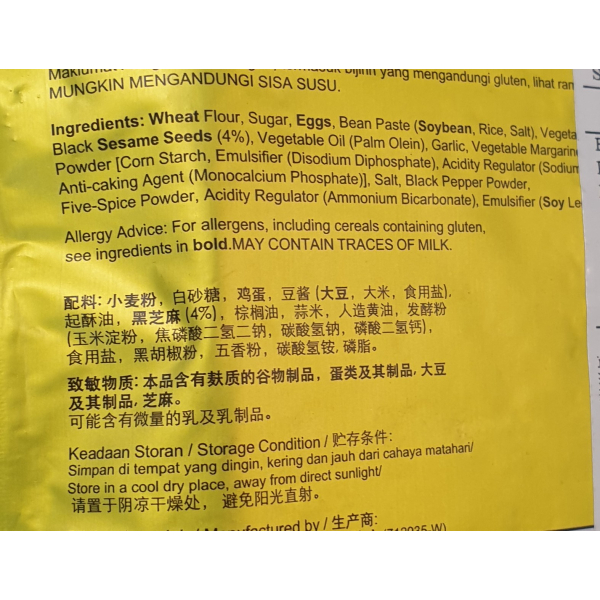 Maklumat yang mengandungi gluten, lihat
MUNGKIN MENGANDUNGI SISA SUSU.
Ingredients: Wheat Flour, Sugar, Eggs, Bean Paste (Soybean, Rice, Salt),
Black Sesame Seeds (4%), Vegetable Oil (Palm Olein), Garlic, Vegetable Margarine
Powder [Corn Starch, Emulsifier (Disodium Diphosphate), Acidity Regulator
Anti-caking Agent (Monocalcium Phosphate)], Salt, Black Pepper Powder,
Five-Spice Powder, Acidity Regulator (Ammonium Bicarbonate), Emulsifier (Soy
Allergy Advice: For allergens, including cereals containing gluten,
see ingredients in bold.MAY CONTAIN TRACES OF MILK.
配料: 小麦粉, 白砂糖, 鸡蛋, 豆酱 (大豆, 大米, 食用盐),
起酥油, 黑芝麻 (4%), 棕榈油, 蒜米, 人造黄油, 发酵粉
(玉米淀粉, 焦磷酸二氢二钠, 碳酸氢钠, 磷酸二氢钙),
食用盐, 黑胡椒粉, 五香粉, 碳酸氢铵, 磷脂。
致敏物质: 本品含有麸质的谷物制品, 蛋类及其制品, 大豆
及其制品, 芝麻。
可能含有微量的乳及乳制品。
Keadaan Storan / Storage Condition / 贮存条件:
Simpan di tempat yang dingin, kering dan jauh dari cahaya matahari/
Store in a cool dry place, away from direct sunlight/
请置于阴凉干燥处, 避免阳光直射。
/ Manufactured by / 生产商: